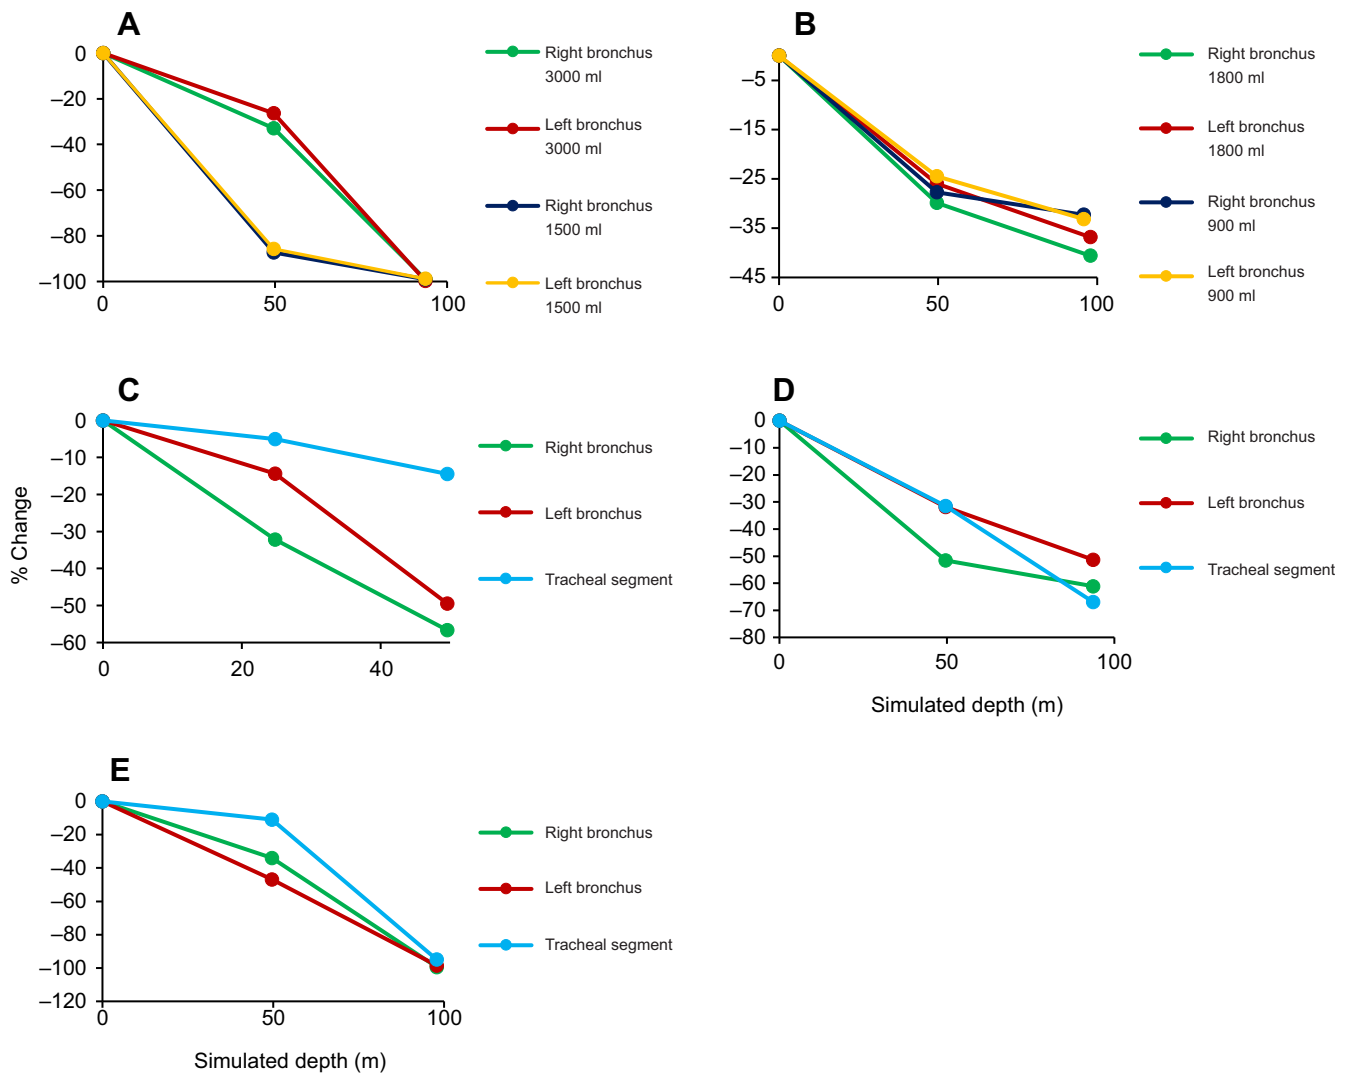 A
0
–20
–40
–60
–80
–100
0 50 100
Right bronchus
3000 ml
Left bronchus
3000 ml
Right bronchus
1500 ml
Left bronchus
1500 ml
B
–5
–15
–25
–35
–45
0 50 100
Right bronchus
1800 ml
Left bronchus
1800 ml
Right bronchus
900 ml
Left bronchus
900 ml
% Change
C
0
–10
–20
–30
–40
–50
–60
0 20 40
Right bronchus
Left bronchus
Tracheal segment
D
0
–10
–20
–30
–40
–50
–60
–70
–80
0 50 100
Simulated depth (m)
Right bronchus
Left bronchus
Tracheal segment
E
0
–20
–40
–60
–80
–100
–120
0 50 100
Simulated depth (m)
Right bronchus
Left bronchus
Tracheal segment